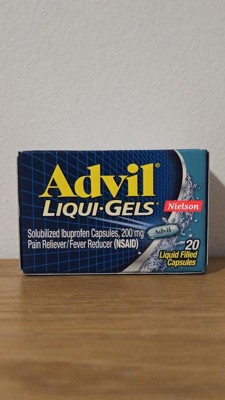 Advil®
LIQUI·GELS®
Nielson
Solubilized Ibuprofen Capsules, 200 mg
Pain Reliever/Fever Reducer (NSAID)
Advil
20
Liquid Filled
Capsules